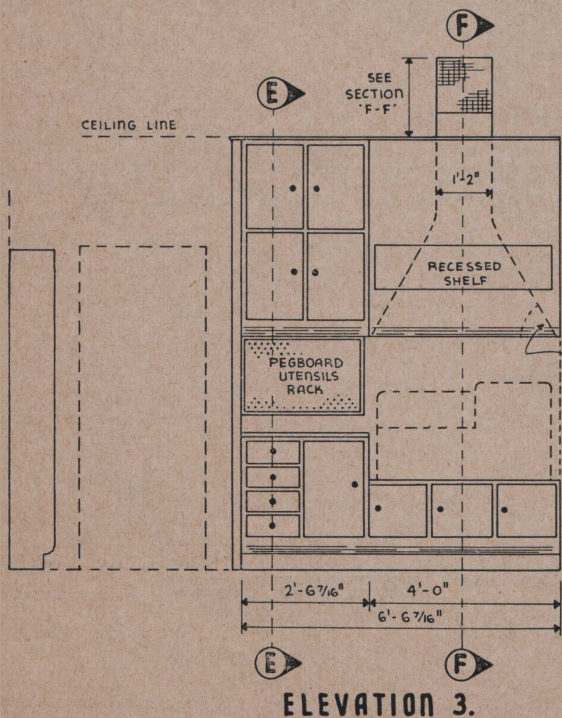 F
E
SEE
SECTION
'F-F'
CEILING LINE
1'-2"
RECESSED
SHELF
PEGBOARD
UTENSILS
RACK
2'-6 7/16"
4'-0"
6'-6 7/16"
E
F
ELEVATION 3.